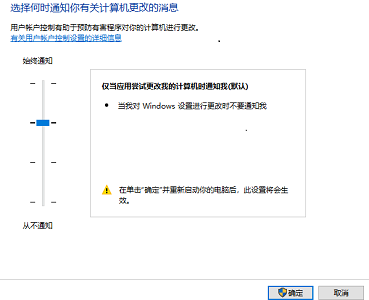 选择何时通知你有关计算机更改的消息
用户帐户控制有助于预防有害程序对你的计算机进行更改。
有关用户帐户控制设置的详细信息
始终通知
仅当应用尝试更改我的计算机时通知我(默认)
当我对 Windows 设置进行更改时不要通知我
在单击"确定"并重新启动你的电脑后，此设置将会生
效。
从不通知
确定
取消